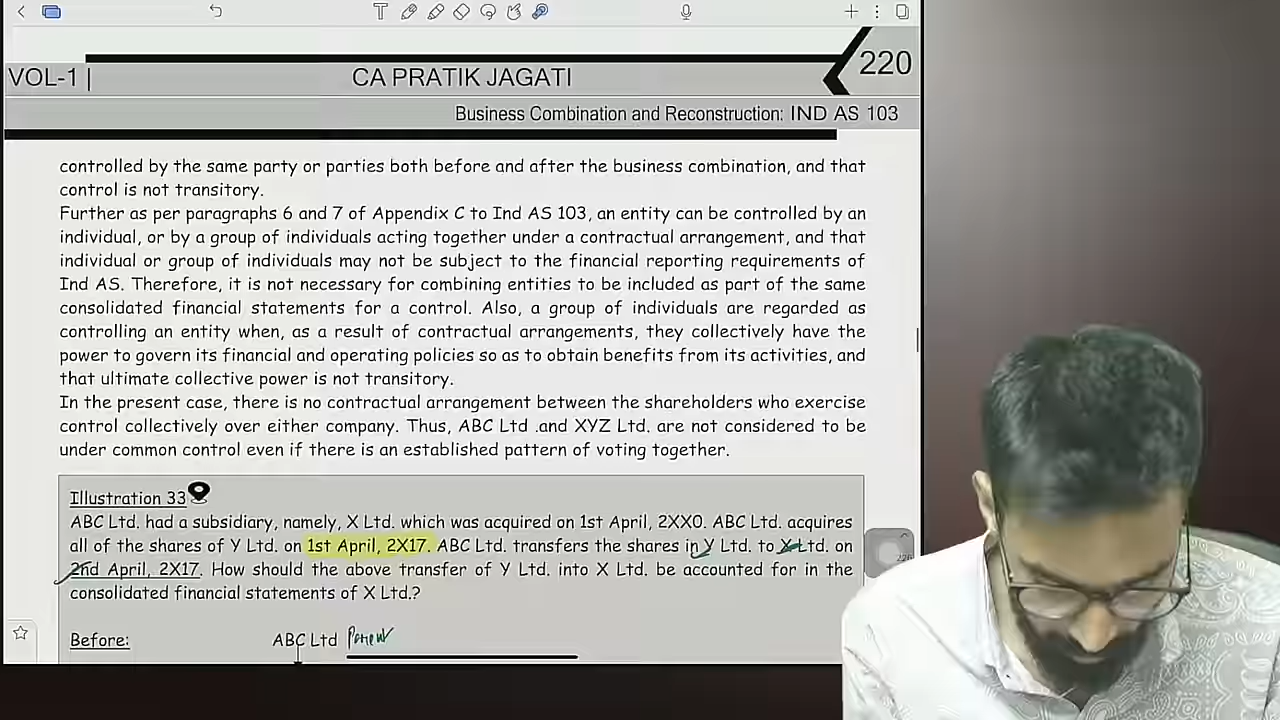 220
VOL-1 | CA PRATIK JAGATI
Business Combination and Reconstruction: IND AS 103
controlled by the same party or parties both before and after the business combination, and that
control is not transitory.
Further as per paragraphs 6 and 7 of Appendix C to Ind AS 103, an entity can be controlled by an
individual, or by a group of individuals acting together under a contractual arrangement, and that
individual or group of individuals may not be subject to the financial reporting requirements of
Ind AS. Therefore, it is not necessary for combining entities to be included as part of the same
consolidated financial statements for a control. Also, a group of individuals are regarded as
controlling an entity when, as a result of contractual arrangements, they collectively have the
power to govern its financial and operating policies so as to obtain benefits from its activities, and
that ultimate collective power is not transitory.
In the present case, there is no contractual arrangement between the shareholders who exercise
control collectively over either company. Thus, ABC Ltd .and XYZ Ltd. are not considered to be
under common control even if there is an established pattern of voting together.
Illustration 33
ABC Ltd. had a subsidiary, namely, X Ltd. which was acquired on 1st April, 2XX0. ABC Ltd. acquires
all of the shares of Y Ltd. on 1st April, 2X17. ABC Ltd. transfers the shares in Y Ltd. to X Ltd. on
2nd April, 2X17. How should the above transfer of Y Ltd. into X Ltd. be accounted for in the
consolidated financial statements of X Ltd.?
Before: ABC Ltd Parent